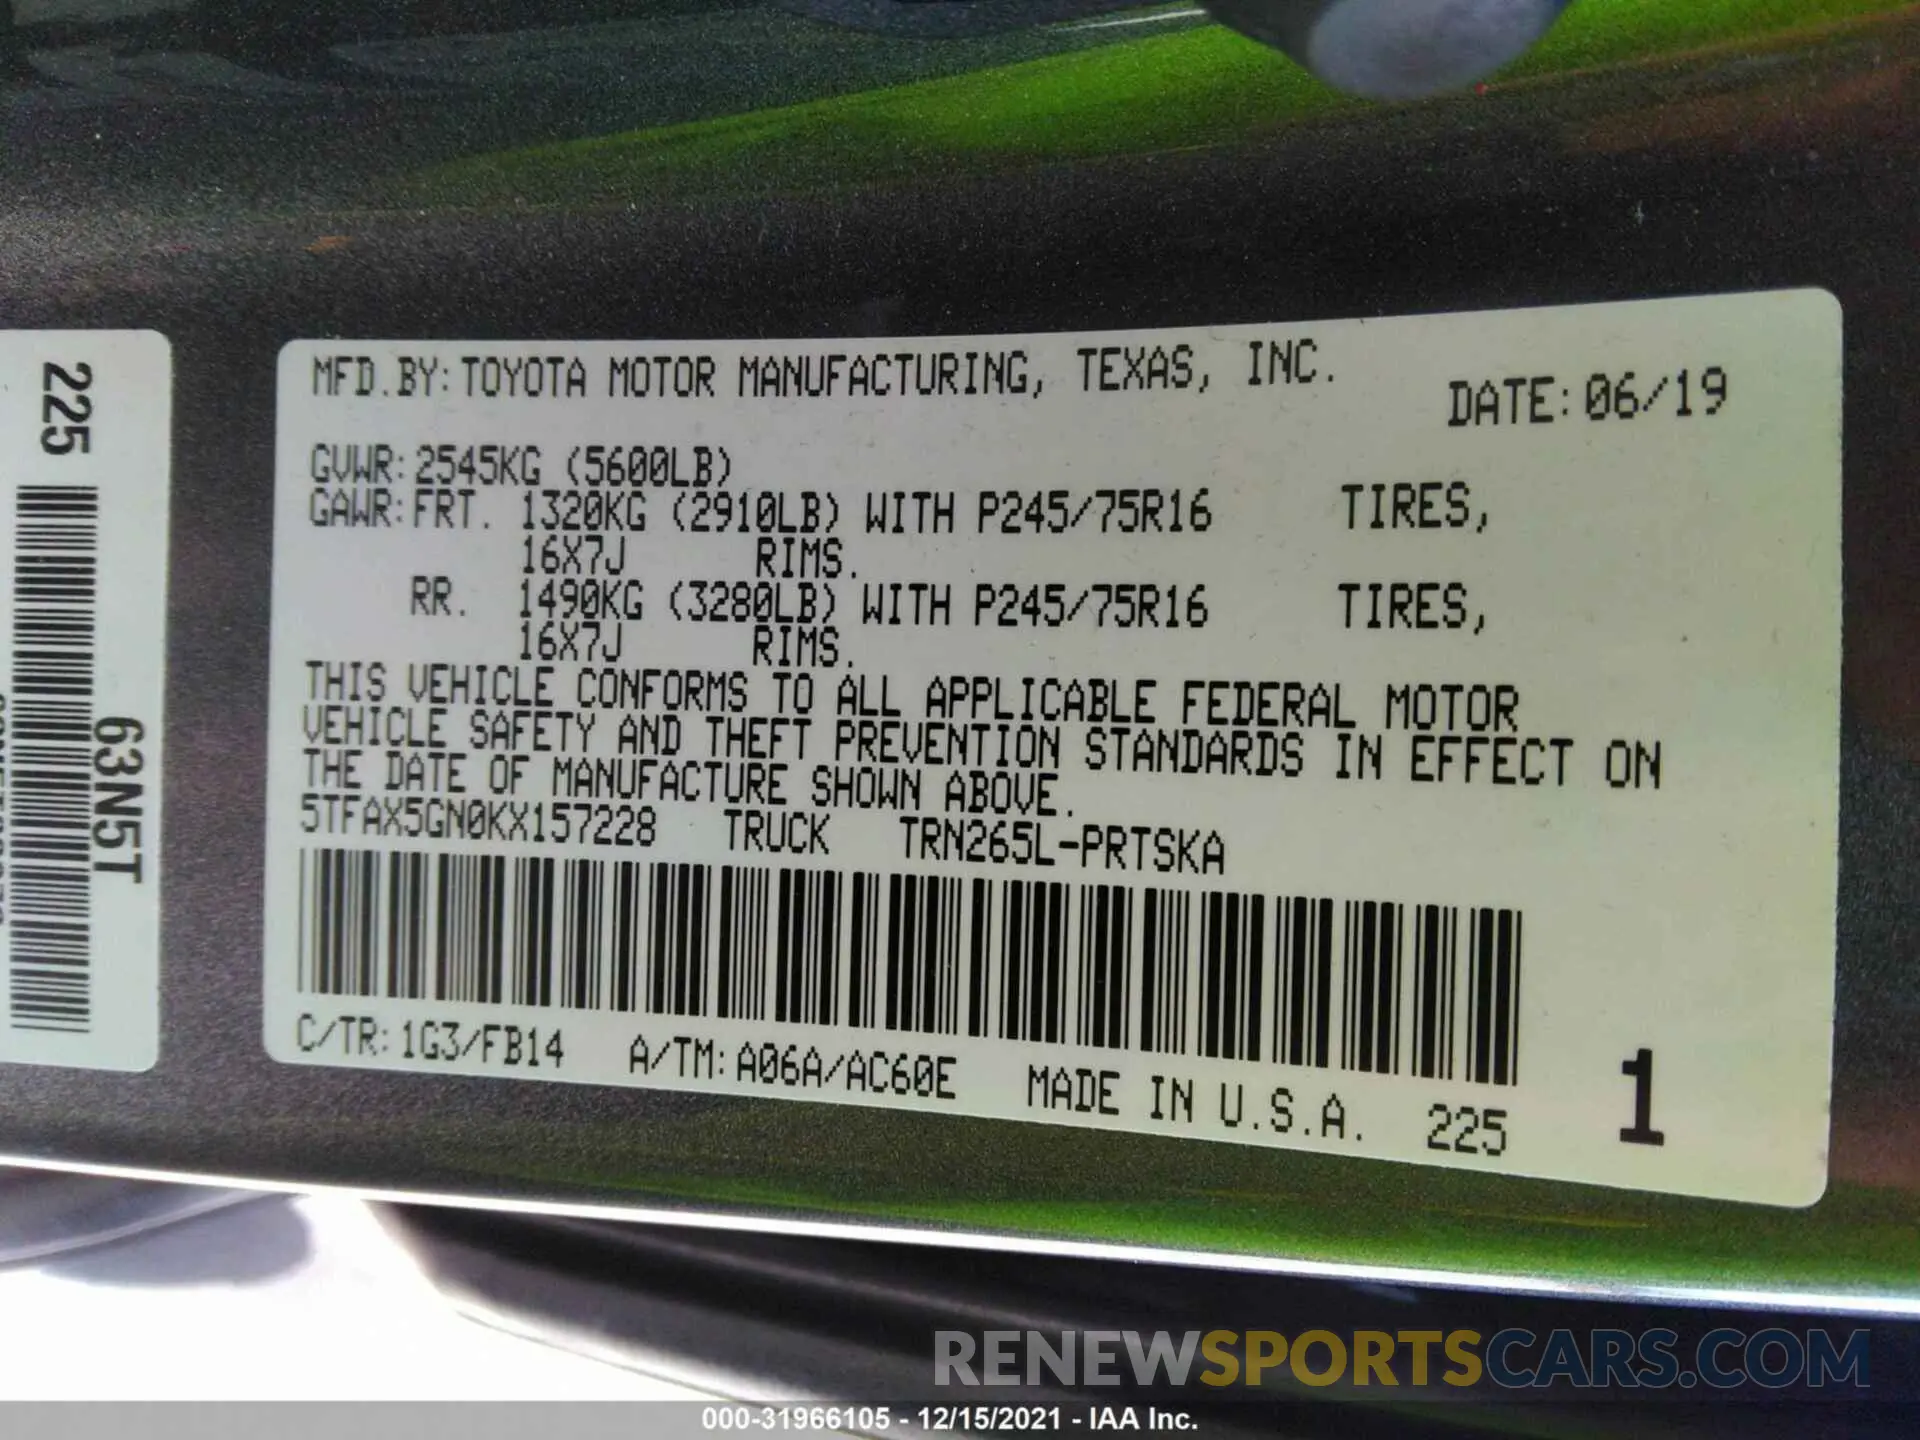 MFD.BY:TOYOTA MOTOR MANUFACTURING, TEXAS, INC.
DATE:06/19
GVWR:2545KG (5600LB)
GAWR:FRT. 1320KG (2910LB) WITH P245/75R16 TIRES,
16X7J RIMS.
RR. 1490KG (3280LB) WITH P245/75R16 TIRES,
16X7J RIMS.
THIS VEHICLE CONFORMS TO ALL APPLICABLE FEDERAL MOTOR
VEHICLE SAFETY AND THEFT PREVENTION STANDARDS IN EFFECT ON
THE DATE OF MANUFACTURE SHOWN ABOVE.
5TFAX5GN0KX157228 TRUCK TRN265L-PRTSKA
C/TR:1G3/FB14 A/TM:A06A/AC60E MADE IN U.S.A. 225
1
225
63N5T
RENEWSPORTSCARS.COM
000-31966105 - 12/15/2021 - IAA Inc.